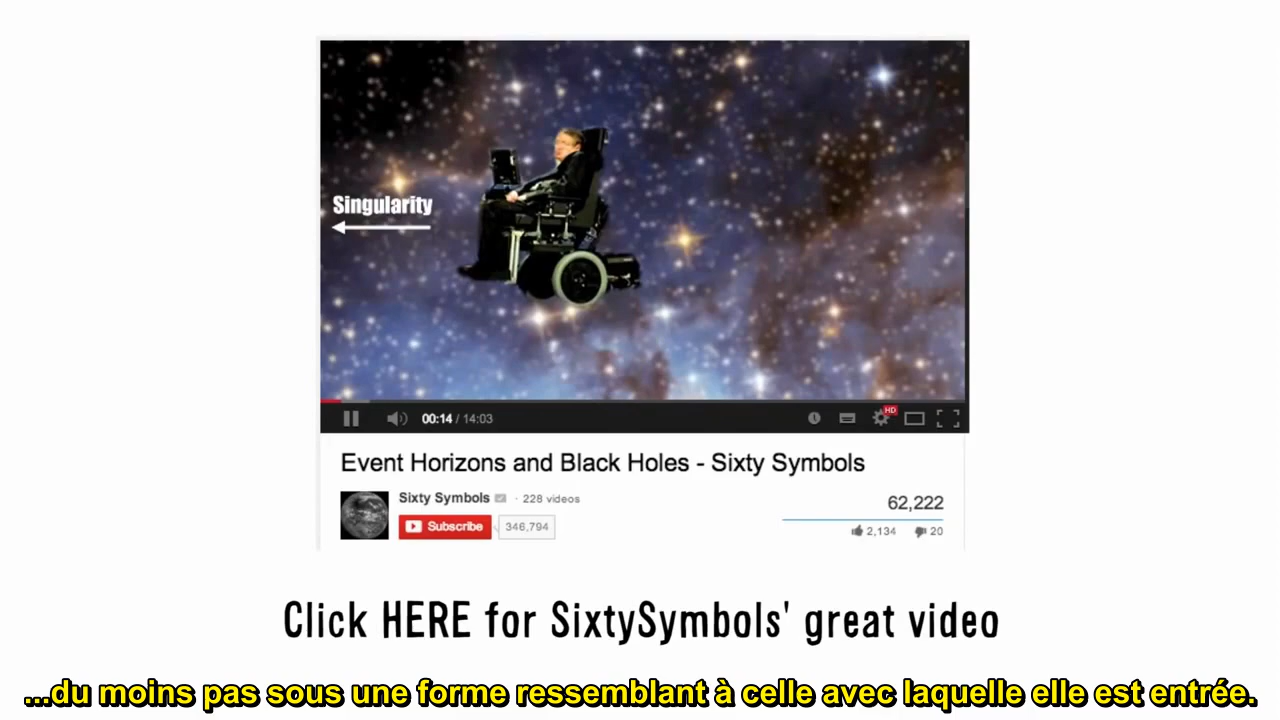 Singularity
00:14 / 14:03
HD
Event Horizons and Black Holes - Sixty Symbols
Sixty Symbols · 228 videos
62,222
Subscribe 346,794
2,134 20
Click HERE for SixtySymbols' great video
...du moins pas sous une forme ressemblant à celle avec laquelle elle est entrée.